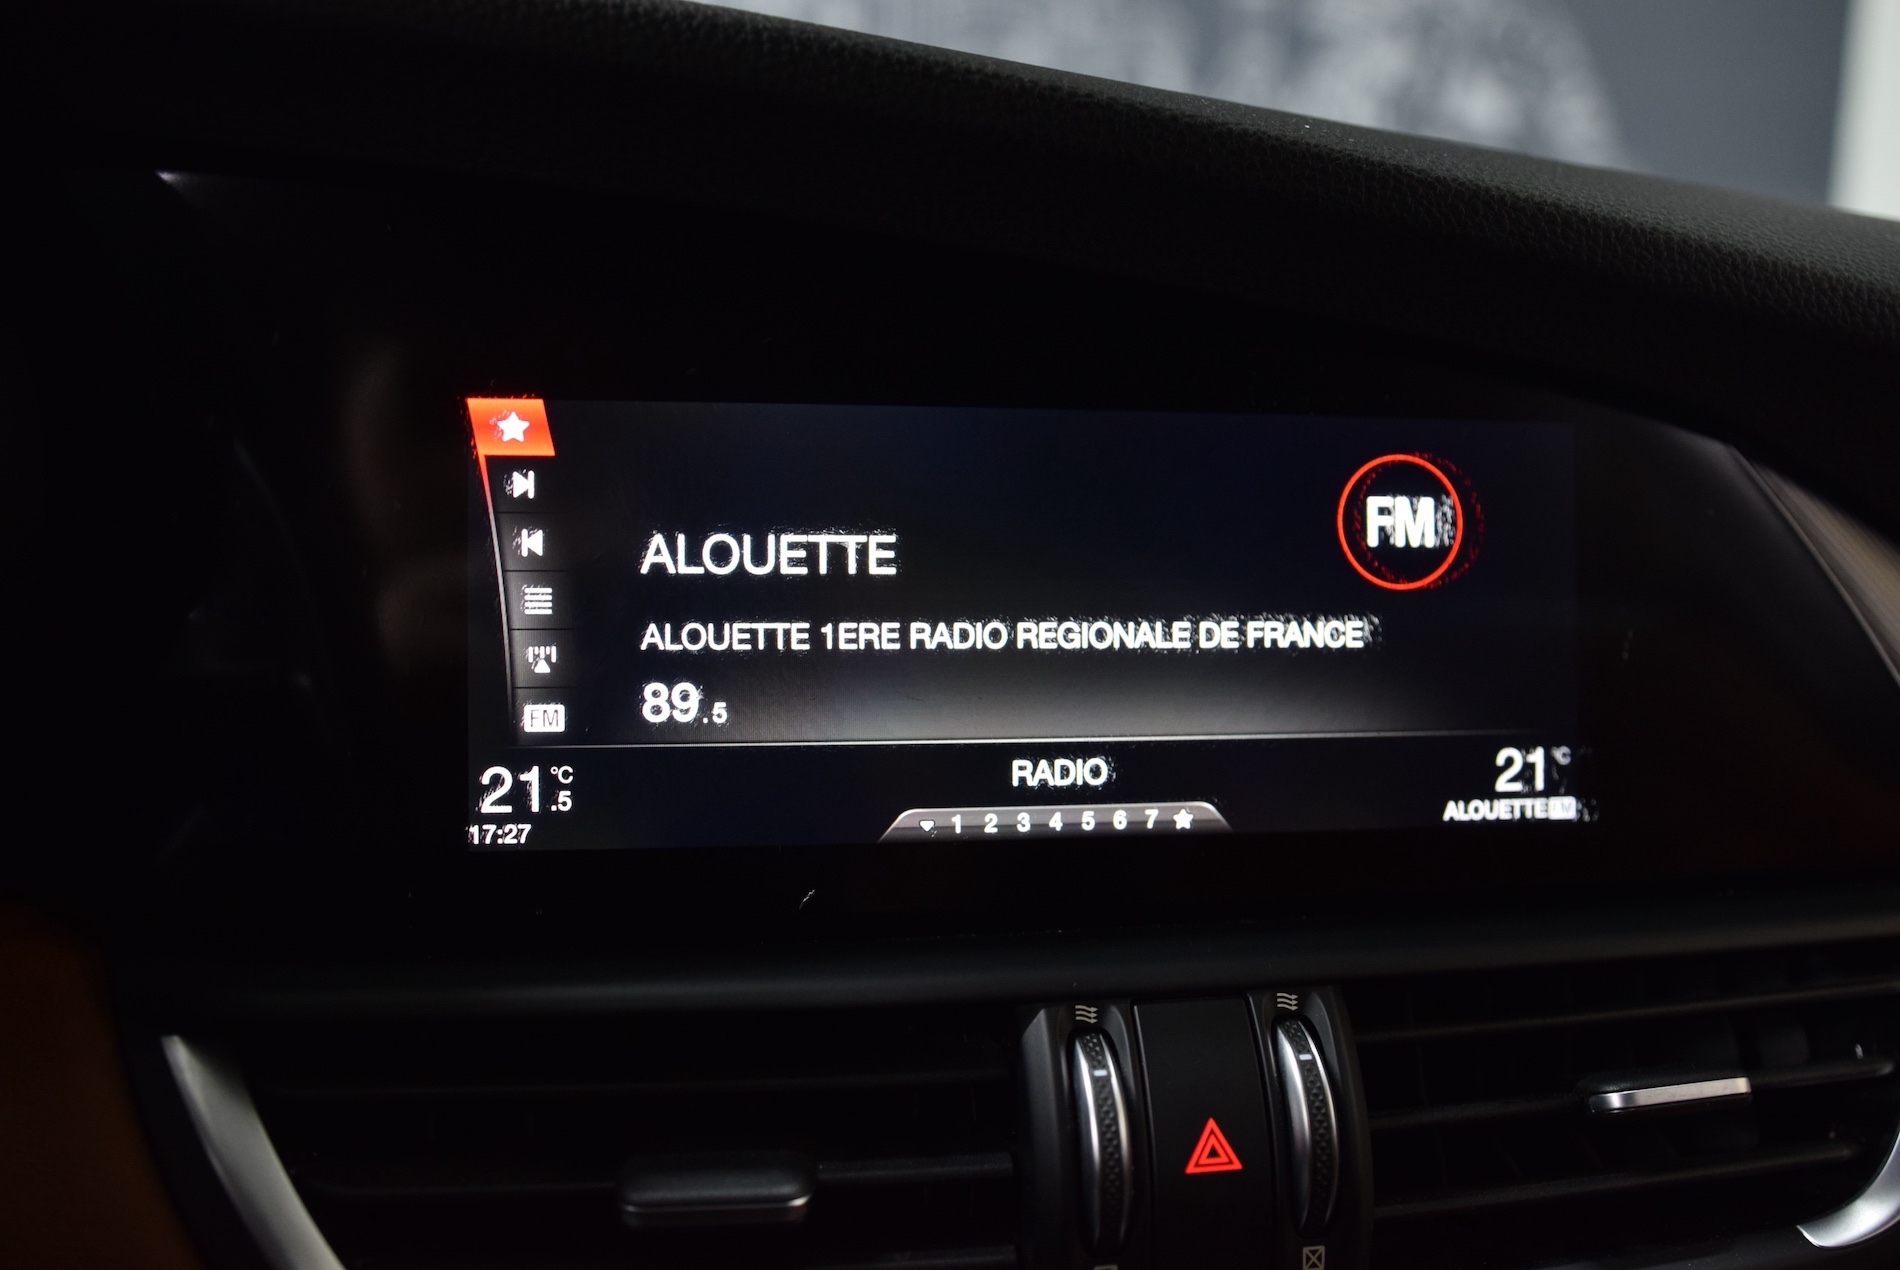 FM
ALOUETTE
ALOUETTE 1ERE RADIO REGIONALE DE FRANCE
89.5
FM
21.5 °C
RADIO
21 °C
ALOUETTE FM
17:27
1 2 3 4 5 6 7